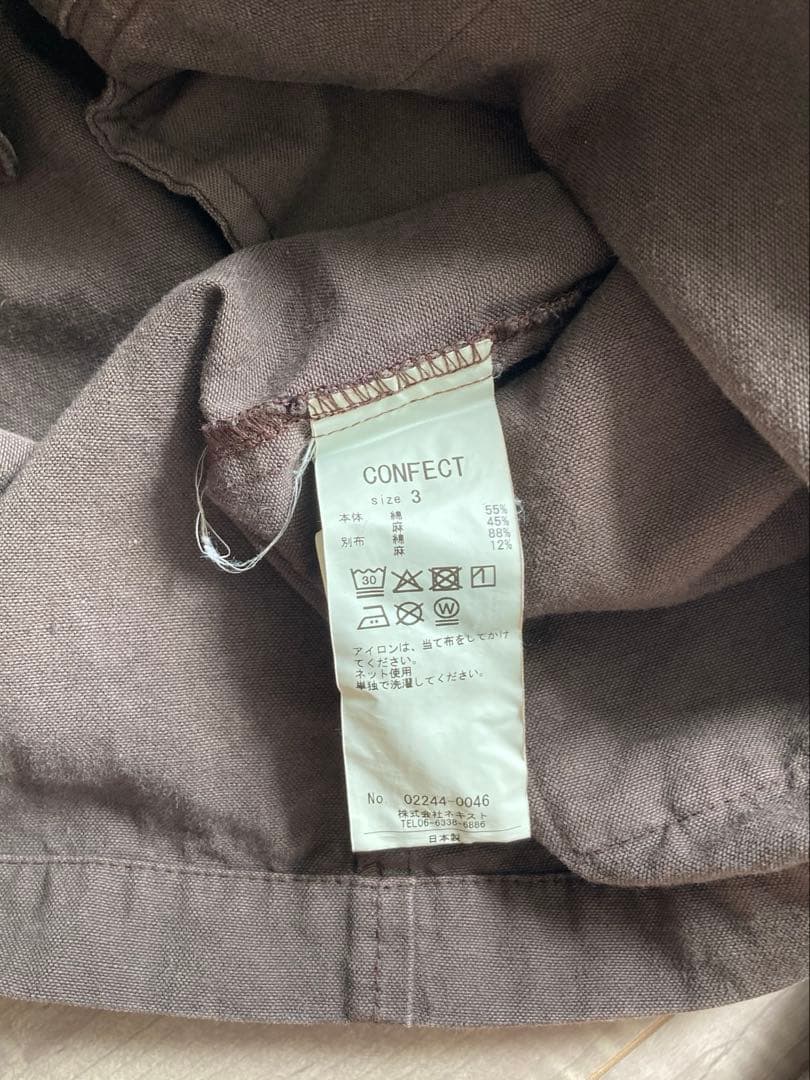 CONFECT
size 3
本体 綿 55%
麻 45%
別布 綿 88%
麻 12%
30
W
アイロンは、当て布をしてかけ
てください。
ネット使用
単独で洗濯してください。
No. 02244-0046
株式会社ネキスト
TEL06-6338-6886
日本製